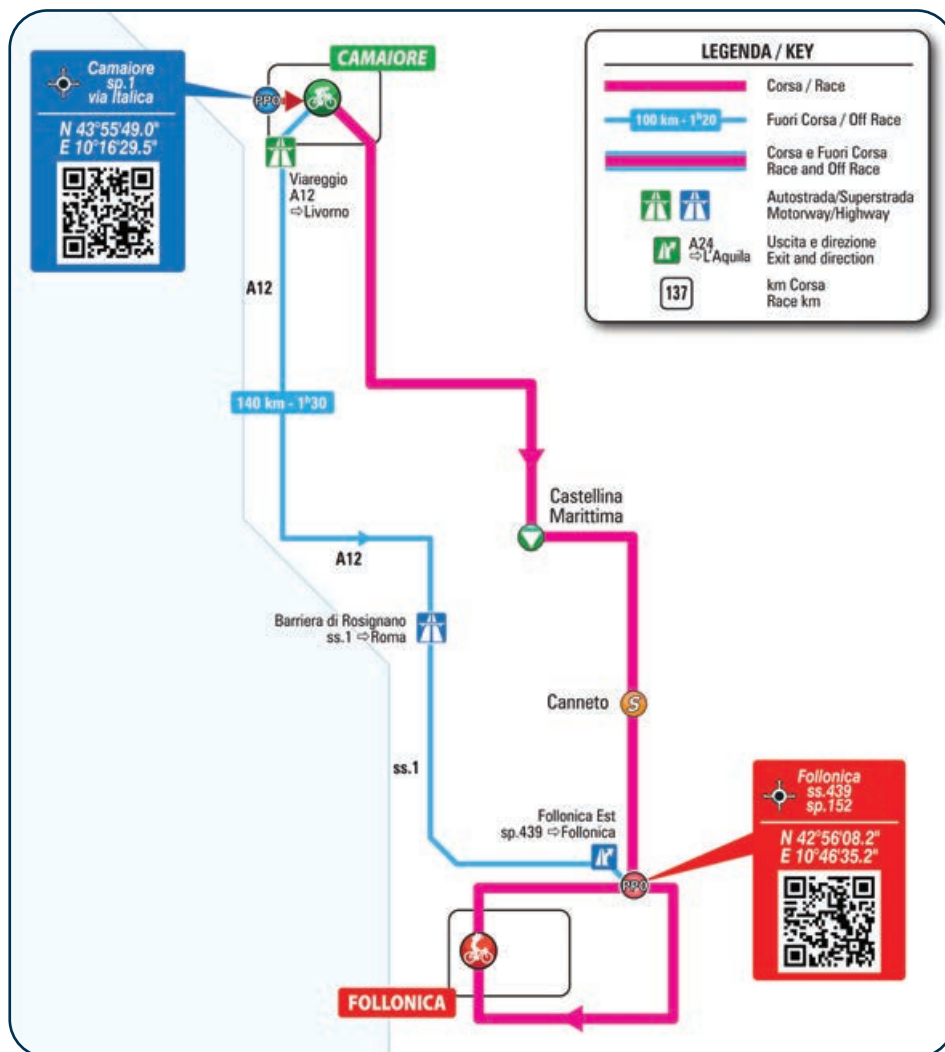 CAMAIORE
Camaiore
sp.1
via Italica
N 43°55'49.0"
E 10°16'29.5"
PPO
Viareggio
A12
⇨Livorno
A12
140 km - 1ʰ30
A12
Barriera di Rosignano
ss.1 ⇨Roma
ss.1
Castellina
Marittima
Canneto
S
Follonica Est
sp.439 ⇨Follonica
PPO
Follonica
ss.439
sp.152
N 42°56'08.2"
E 10°46'35.2"
FOLLONICA
LEGENDA / KEY
Corsa / Race
100 km - 1ʰ20
Fuori Corsa / Off Race
Corsa e Fuori Corsa
Race and Off Race
Autostrada/Superstrada
Motorway/Highway
A24
⇨L'Aquila
Uscita e direzione
Exit and direction
137
km Corsa
Race km